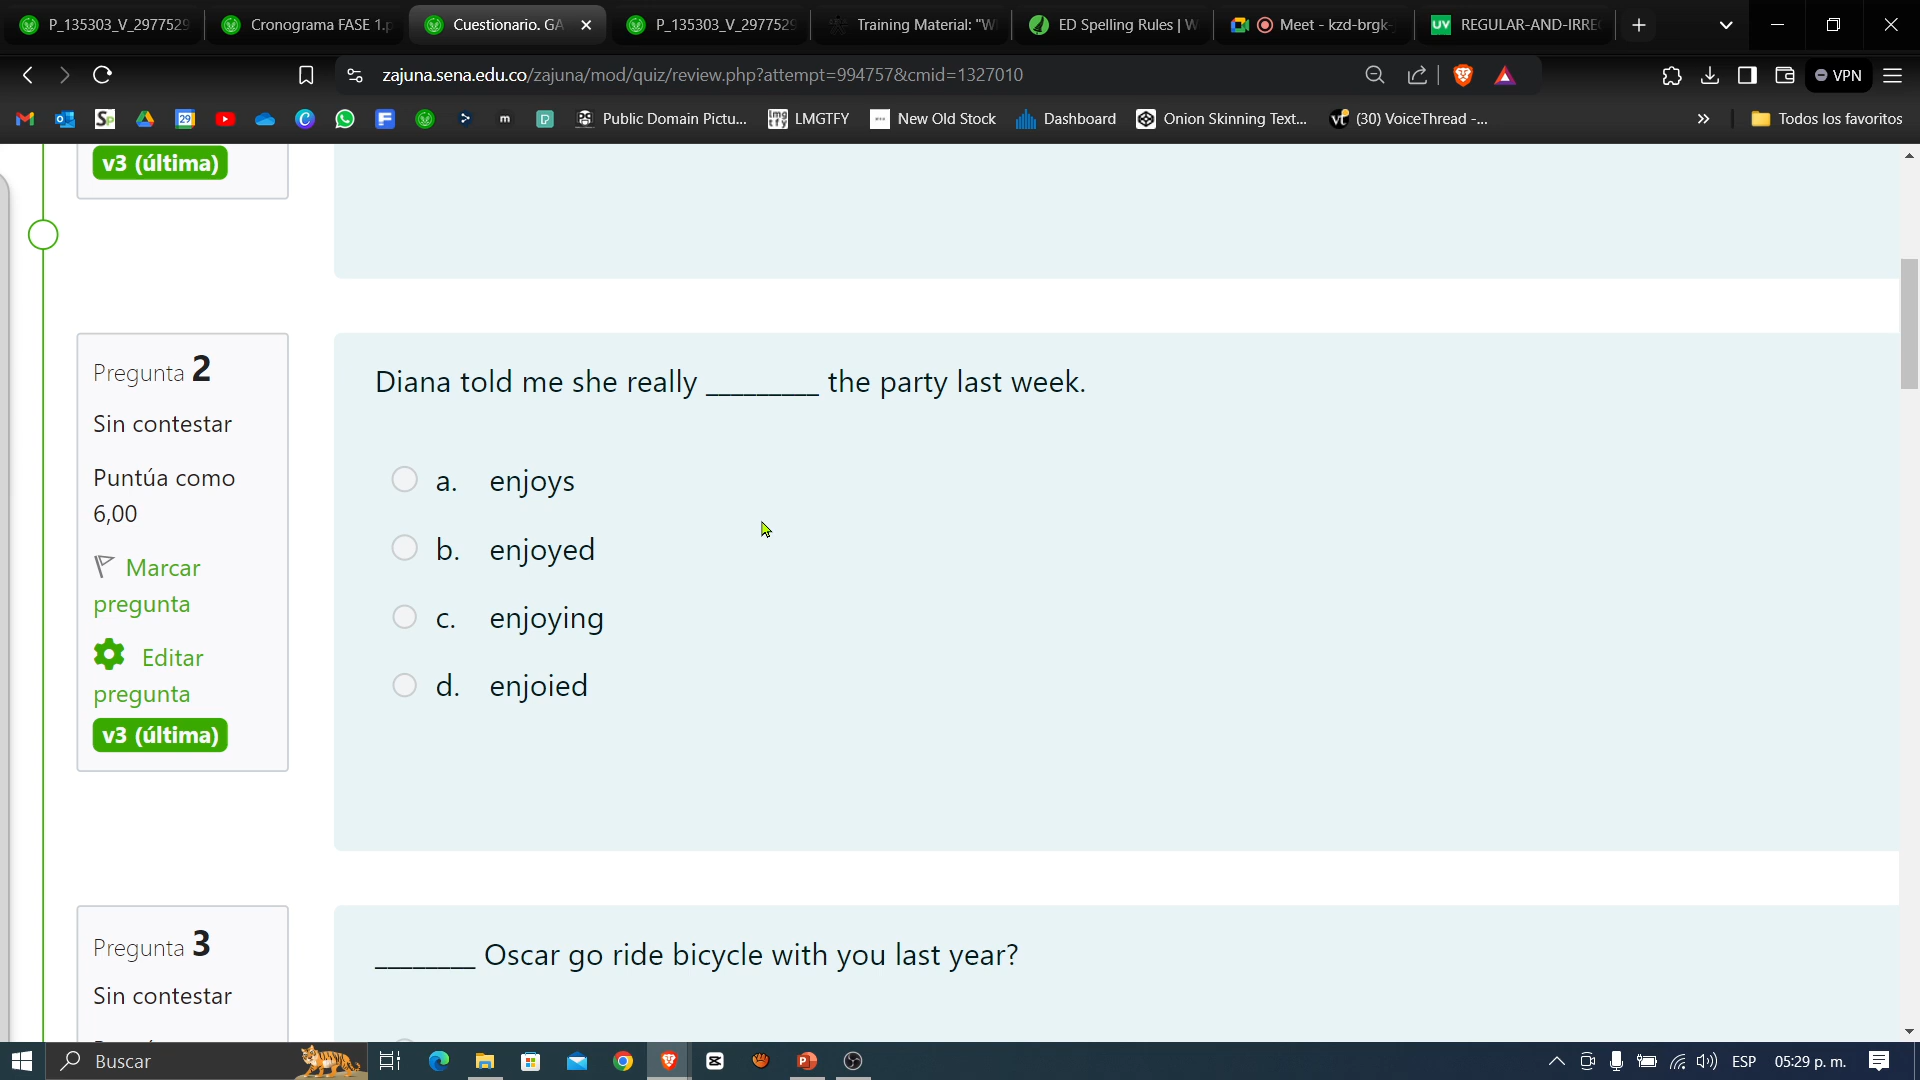 P_135303_V_2977529
Cronograma FASE 1.p
Cuestionario. GA
P_135303_V_2977529
Training Material: "W
ED Spelling Rules | W
Meet - kzd-brgk-
REGULAR-AND-IRRE
zajuna.sena.edu.co/zajuna/mod/quiz/review.php?attempt=994757&cmid=1327010
VPN
Public Domain Pictu...
LMGTFY
New Old Stock
Dashboard
Onion Skinning Text...
(30) VoiceThread -...
Todos los favoritos
v3 (última)
Pregunta 2
Sin contestar
Puntúa como
6,00
Marcar
pregunta
Editar
pregunta
v3 (última)
Diana told me she really _________ the party last week.
a. enjoys
b. enjoyed
c. enjoying
d. enjoied
Pregunta 3
Sin contestar
________ Oscar go ride bicycle with you last year?
Buscar
ESP
05:29 p. m.